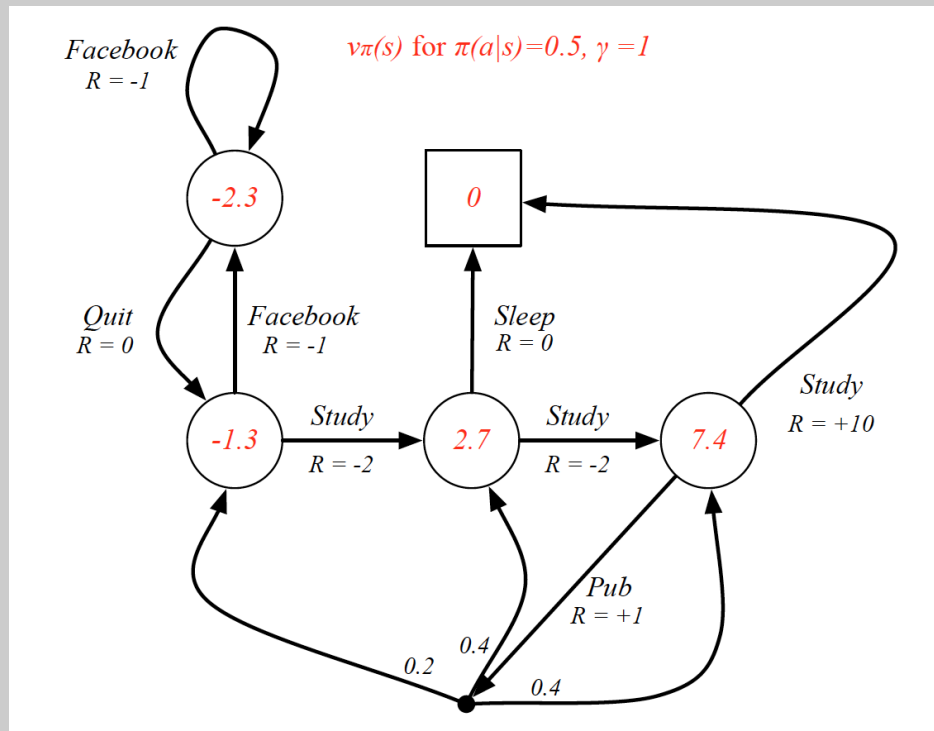 Facebook
R = -1
vπ(s) for π(a|s)=0.5, γ =1
-2.3
0
Quit
R = 0
Facebook
R = -1
Sleep
R = 0
Study
R = +10
-1.3
Study
R = -2
2.7
Study
R = -2
7.4
Pub
R = +1
0.4
0.2
0.4